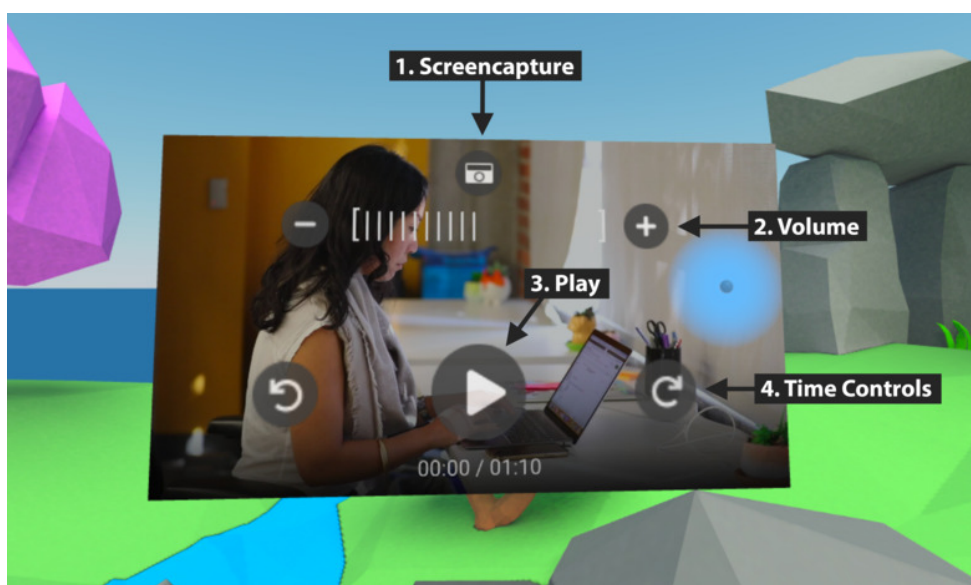 1. Screencapture
2. Volume
3. Play
4. Time Controls
00:00 / 01:10